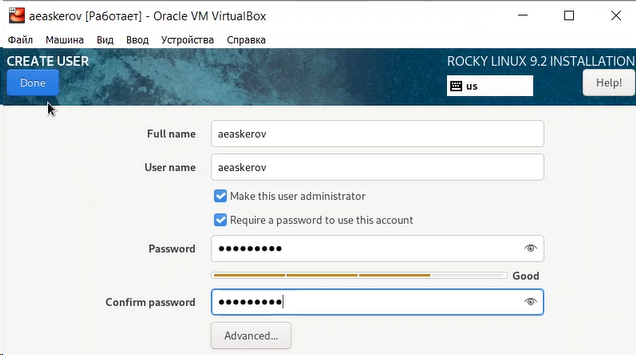 aeaskerov [Работает] - Oracle VM VirtualBox
Файл Машина Вид Ввод Устройства Справка
CREATE USER
ROCKY LINUX 9.2 INSTALLATION
Done
us
Help!
Full name
aeaskerov
User name
aeaskerov
Make this user administrator
Require a password to use this account
Password
●●●●●●●●●
Good
Confirm password
●●●●●●●●●
Advanced...